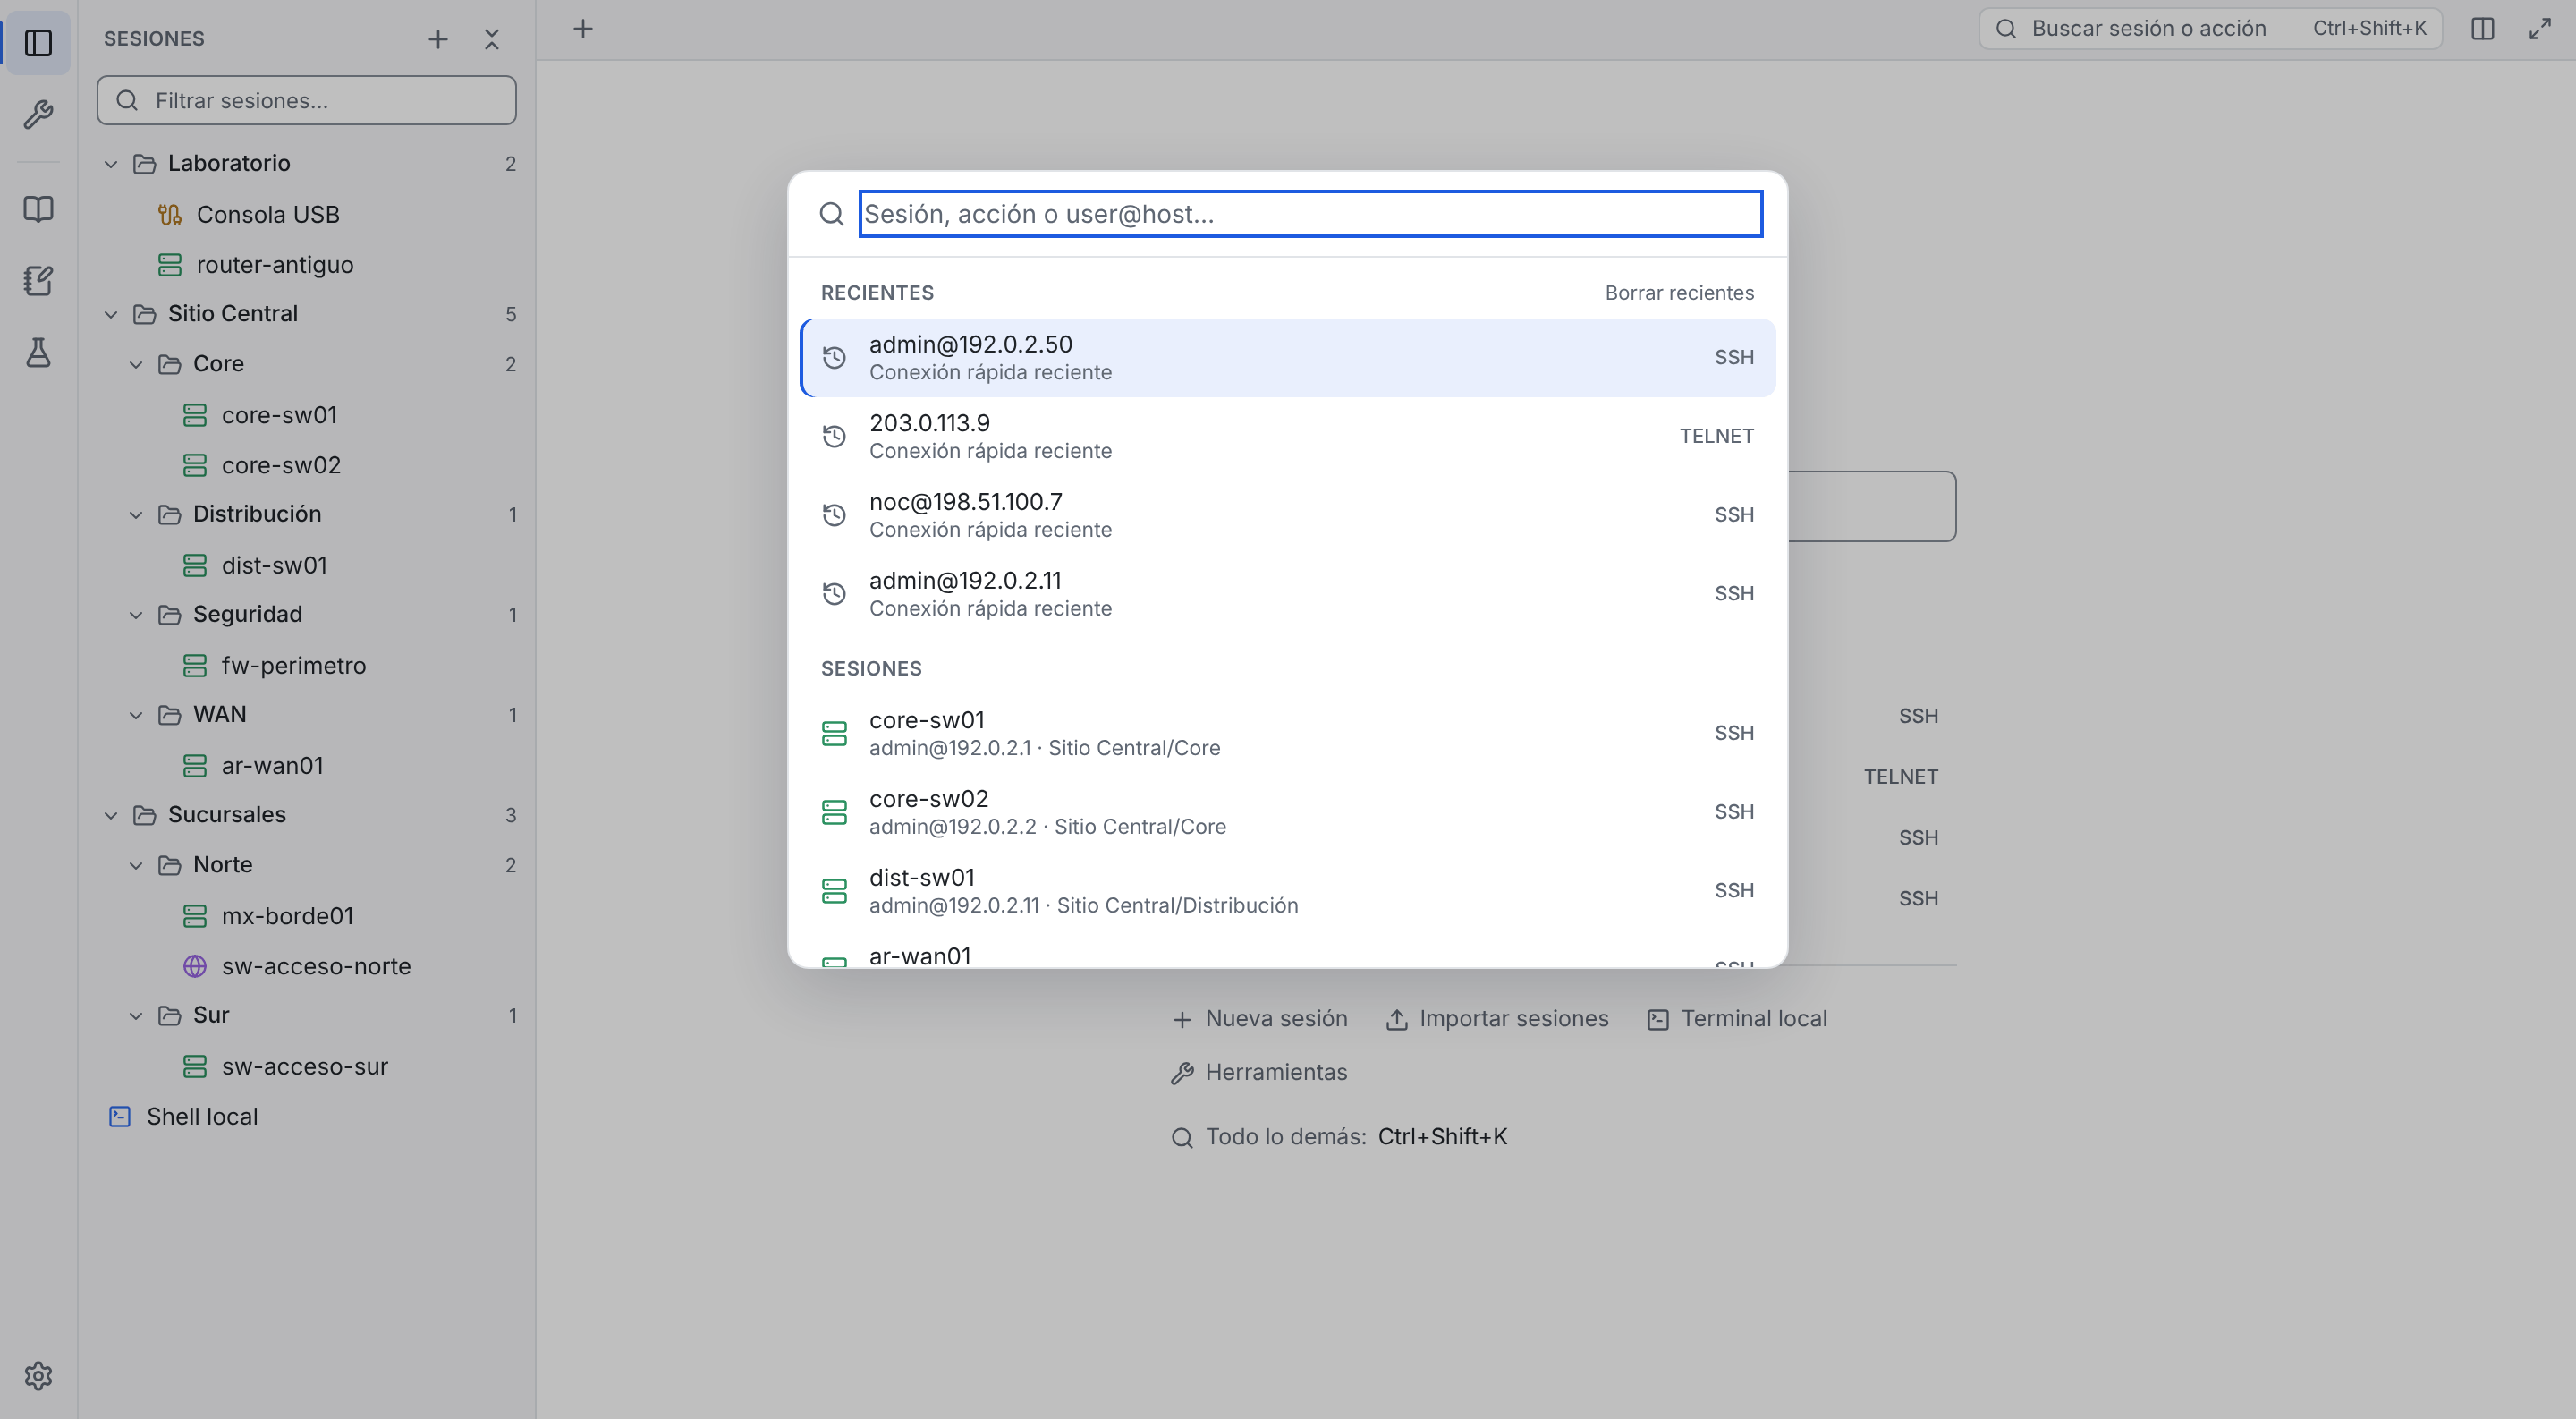 SESIONES
Filtrar sesiones...
Laboratorio 2
Consola USB
router-antiguo
Sitio Central 5
Core 2
core-sw01
core-sw02
Distribución 1
dist-sw01
Seguridad 1
fw-perimetro
WAN 1
ar-wan01
Sucursales 3
Norte 2
mx-borde01
sw-acceso-norte
Sur 1
sw-acceso-sur
Shell local
Buscar sesión o acción Ctrl+Shift+K
Sesión, acción o user@host...
RECIENTES Borrar recientes
admin@192.0.2.50 SSH
Conexión rápida reciente
203.0.113.9 TELNET
Conexión rápida reciente
noc@198.51.100.7 SSH
Conexión rápida reciente
admin@192.0.2.11 SSH
Conexión rápida reciente
SESIONES
core-sw01 SSH
admin@192.0.2.1 · Sitio Central/Core
core-sw02 SSH
admin@192.0.2.2 · Sitio Central/Core
dist-sw01 SSH
admin@192.0.2.11 · Sitio Central/Distribución
ar-wan01 SSH
SSH
TELNET
SSH
SSH
Nueva sesión Importar sesiones Terminal local
Herramientas
Todo lo demás: Ctrl+Shift+K